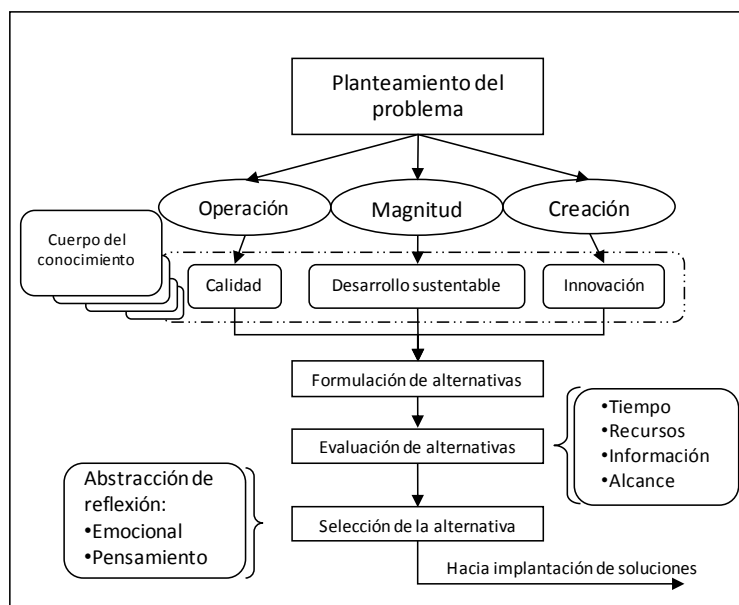 Planteamiento del
problema
Operación
Magnitud
Creación
Cuerpo del
conocimiento
Calidad
Desarrollo sustentable
Innovación
Formulación de alternativas
Evaluación de alternativas
•Tiempo
•Recursos
•Información
•Alcance
Abstracción de
reflexión:
•Emocional
•Pensamiento
Selección de la alternativa
Hacia implantación de soluciones